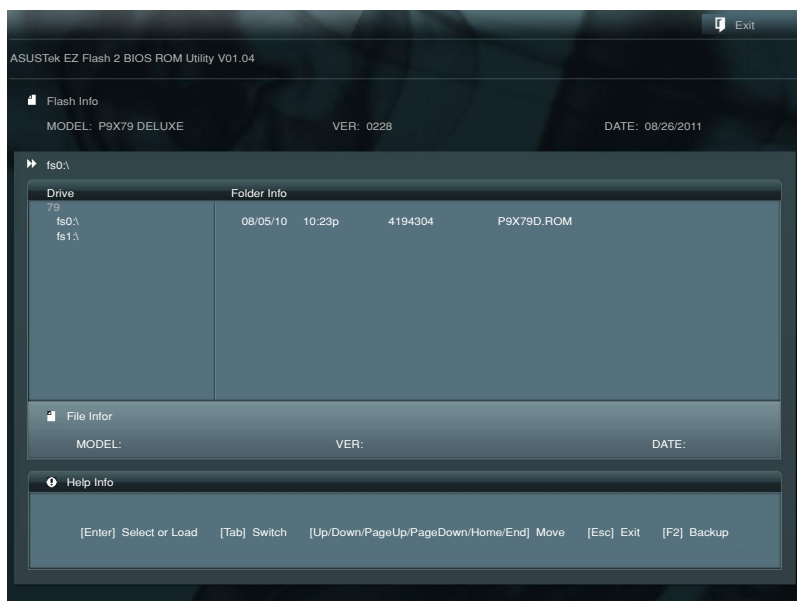 Exit
ASUSTek EZ Flash 2 BIOS ROM Utility V01.04
Flash Info
MODEL: P9X79 DELUXE VER: 0228 DATE: 08/26/2011
fs0:\
Drive Folder Info
79
fs0:\ 08/05/10 10:23p 4194304 P9X79D.ROM
fs1:\
File Infor
MODEL: VER: DATE:
Help Info
[Enter] Select or Load [Tab] Switch [Up/Down/PageUp/PageDown/Home/End] Move [Esc] Exit [F2] Backup